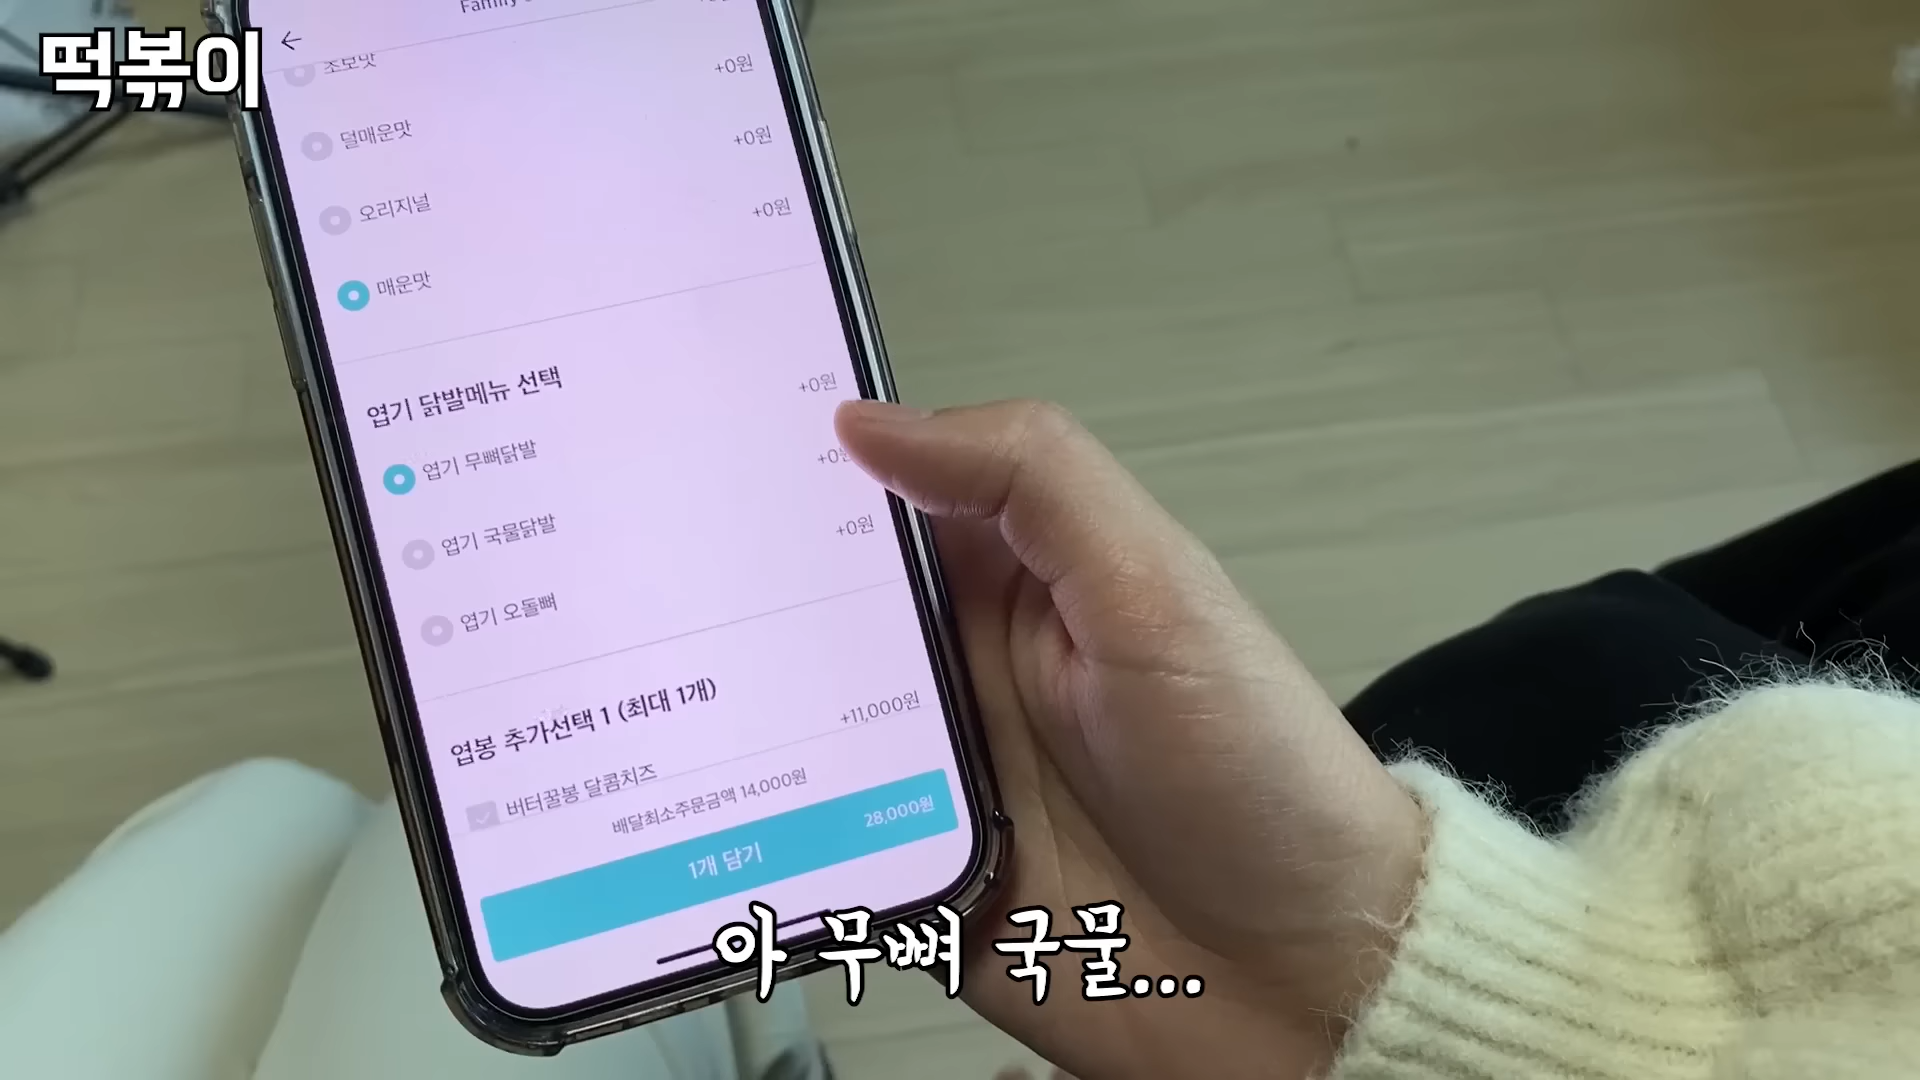 떡볶이
Family
초보맛 +0원
덜매운맛 +0원
오리지널 +0원
매운맛
엽기 닭발메뉴 선택
엽기 무뼈닭발 +0원
엽기 국물닭발 +0원
엽기 오돌뼈 +0원
엽봉 추가선택 1 (최대 1개)
버터꿀봉 달콤치즈 +11,000원
배달최소주문금액 14,000원
1개 담기 28,000원
아 무뼈 국물...